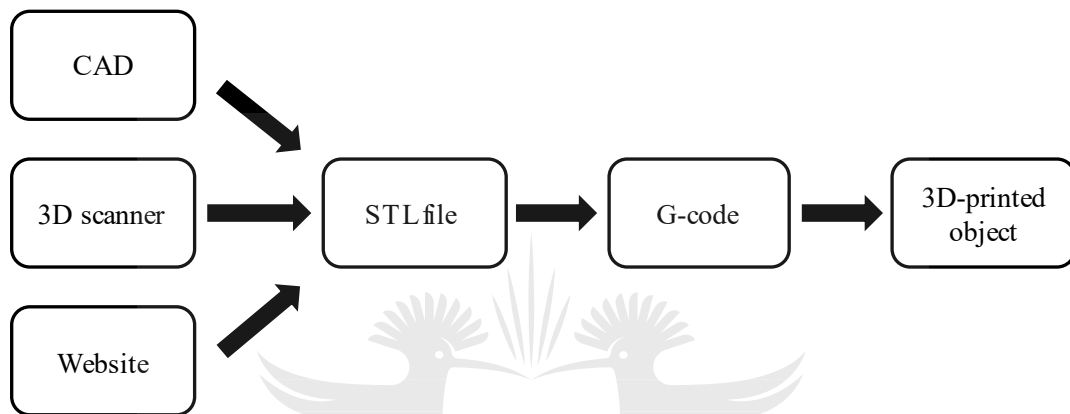 CAD
3D scanner
Website
STL file
G-code
3D-printed
object